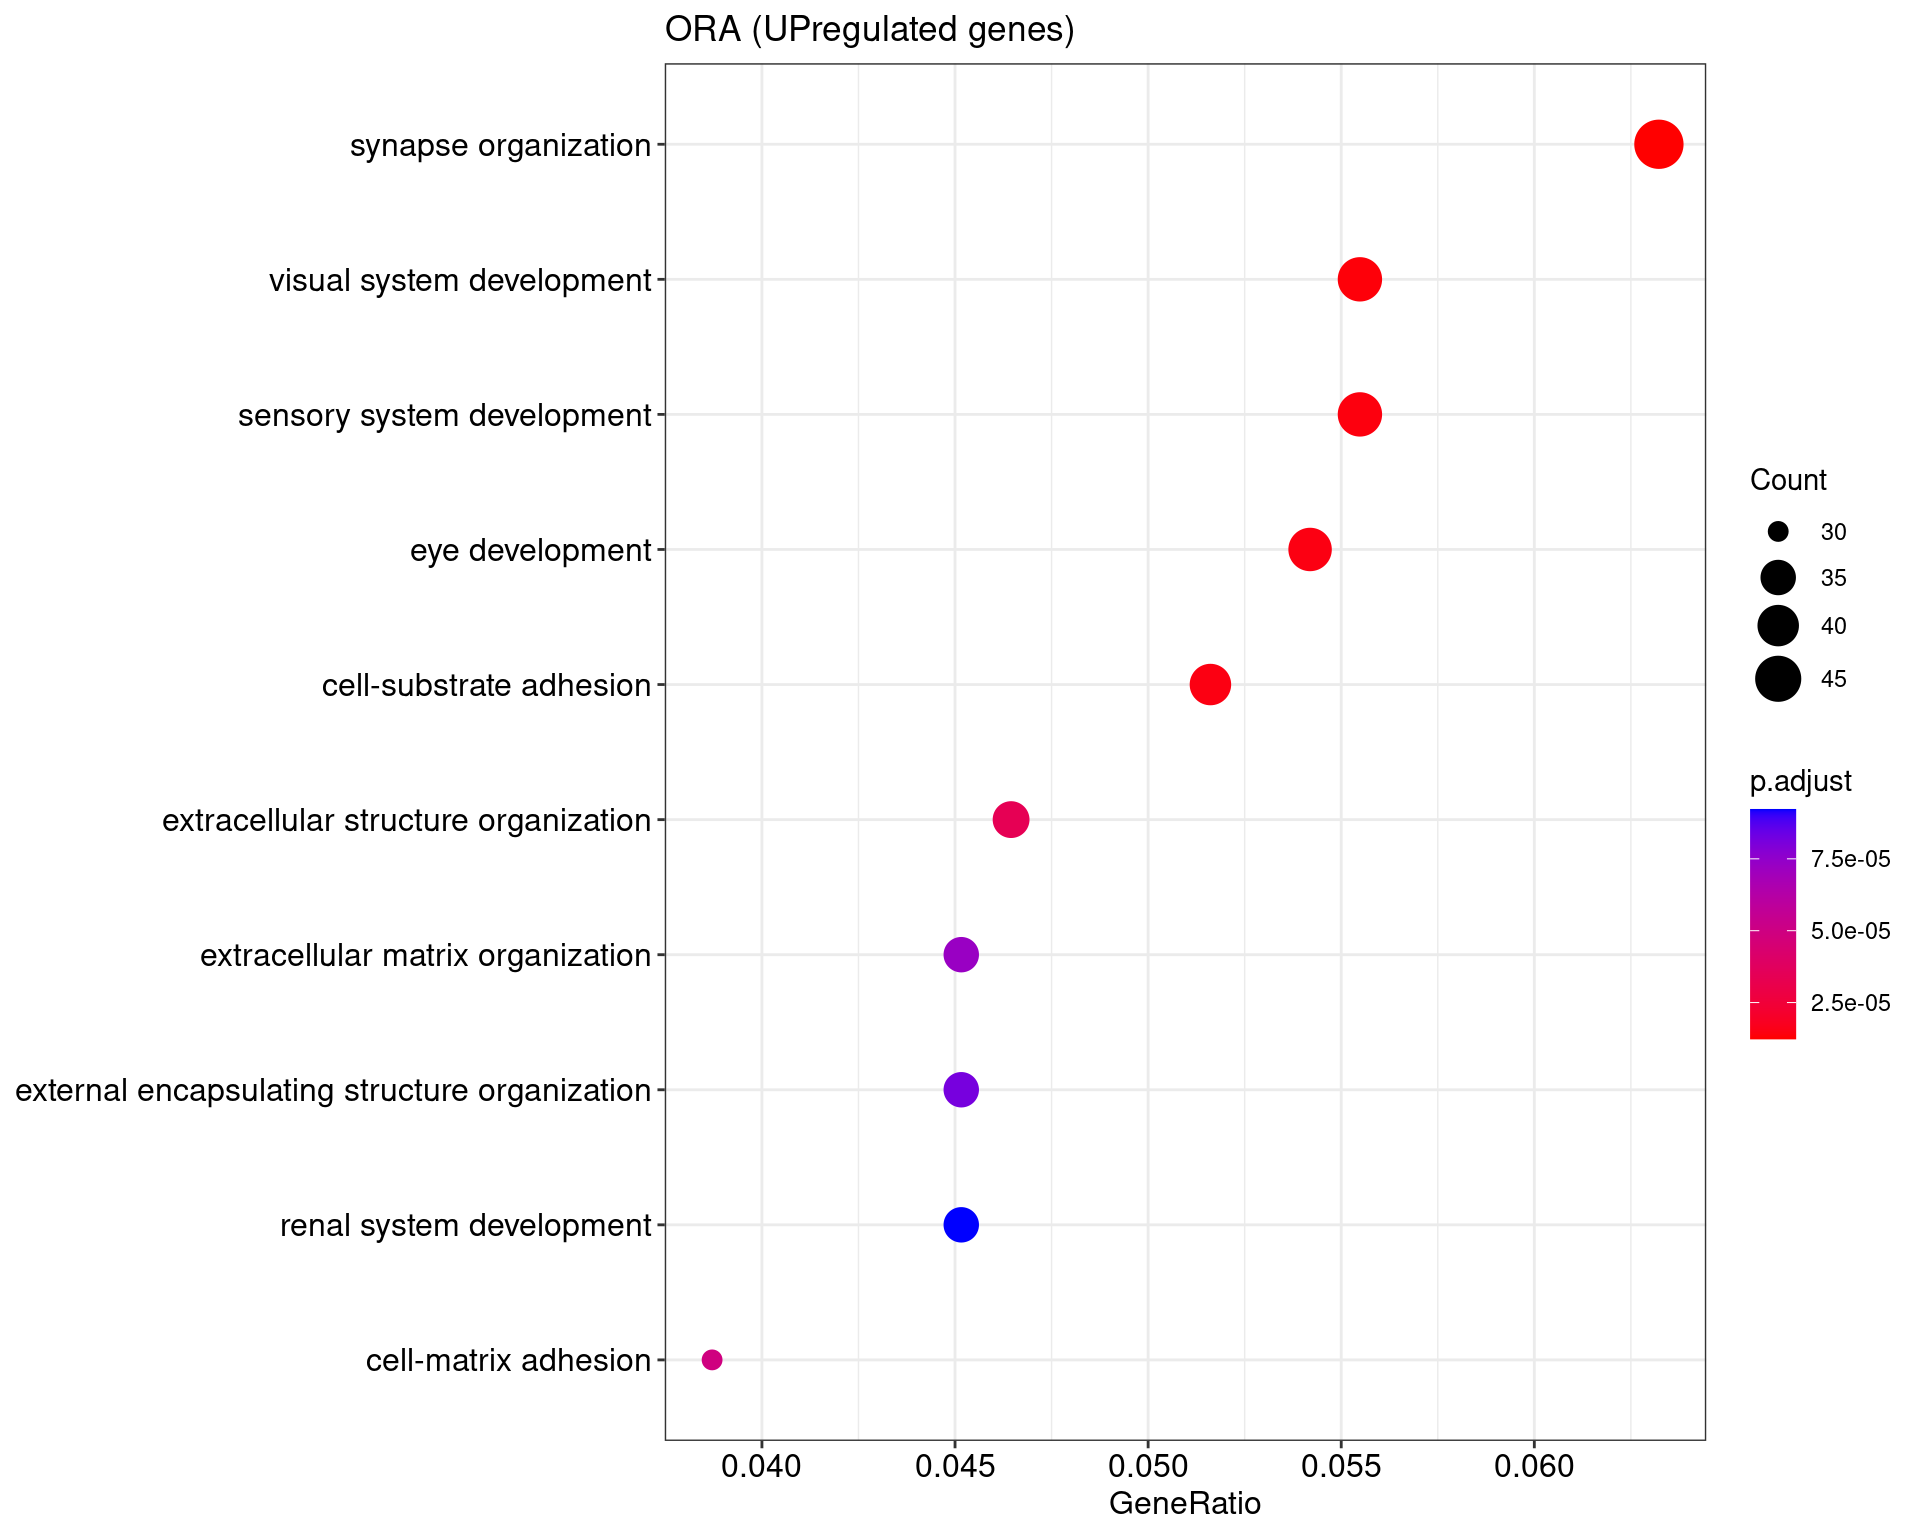 ORA (UPregulated genes)
synapse organization
visual system development
sensory system development
eye development
cell-substrate adhesion
extracellular structure organization
extracellular matrix organization
external encapsulating structure organization
renal system development
cell-matrix adhesion
0.040
0.045
0.050
0.055
0.060
GeneRatio
Count
30
35
40
45
p.adjust
7.5e-05
5.0e-05
2.5e-05